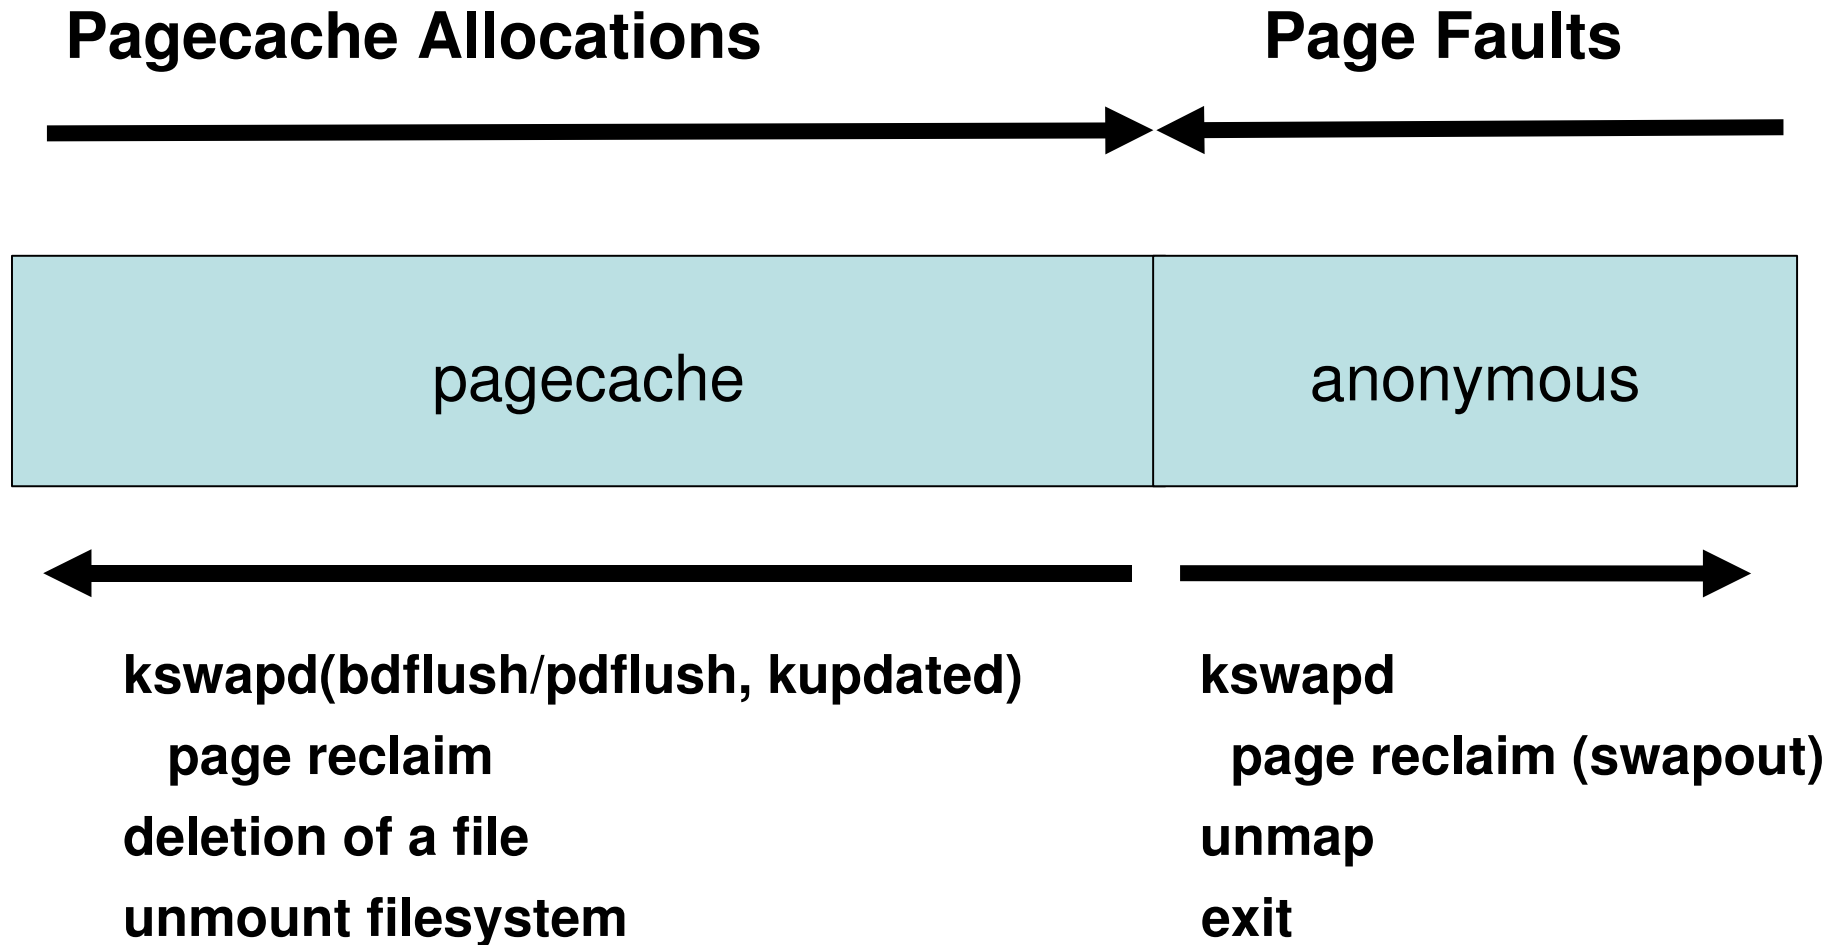 Pagecache Allocations
Page Faults
pagecache
anonymous
kswapd(bdflush/pdflush, kupdated)
page reclaim
deletion of a file
unmount filesystem
kswapd
page reclaim (swapout)
unmap
exit